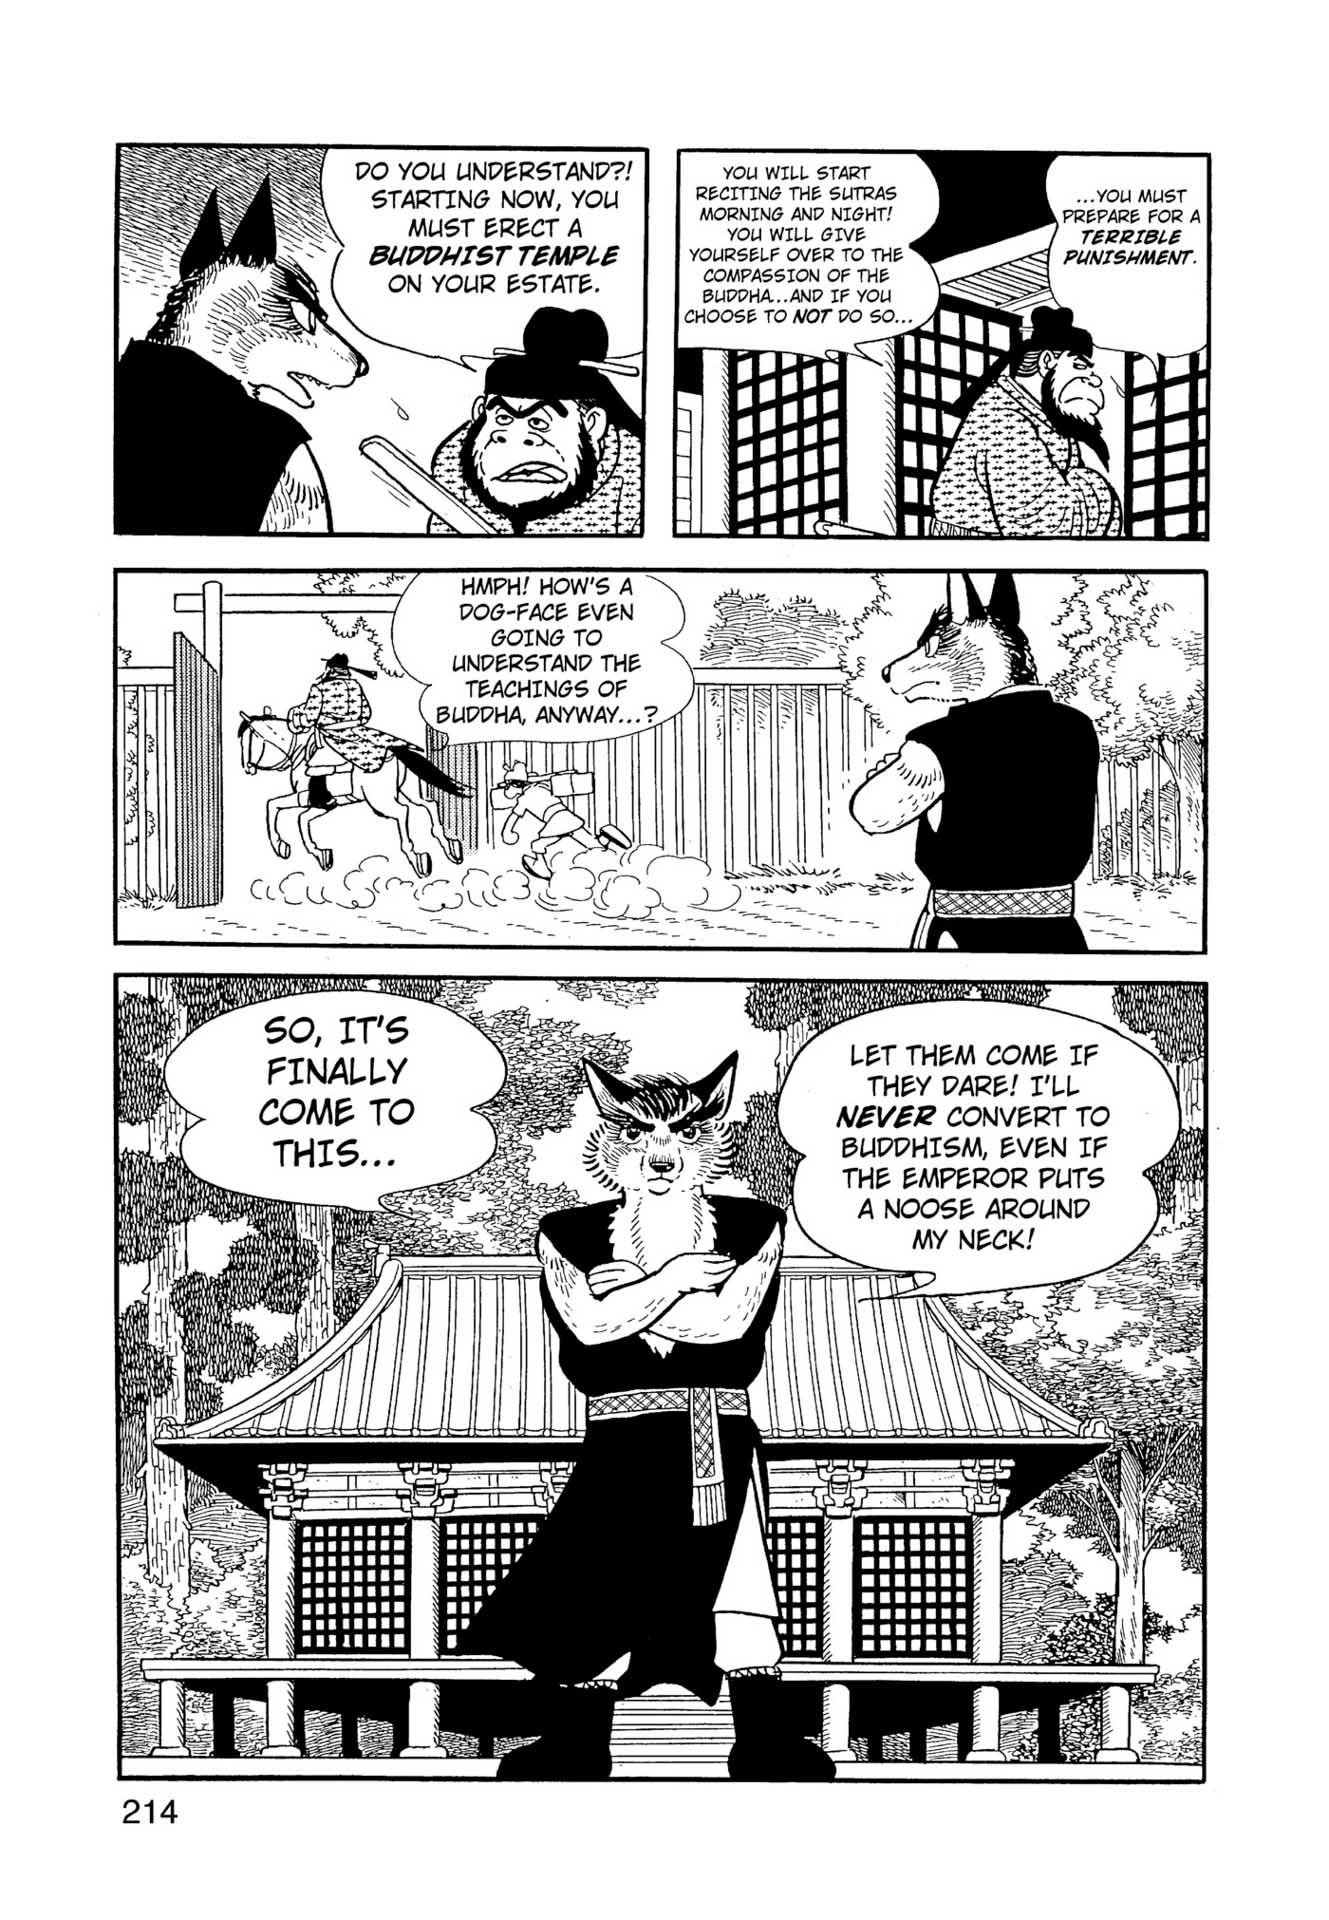 DO YOU UNDERSTAND?!
STARTING NOW, YOU
MUST ERECT A
BUDDHIST TEMPLE
ON YOUR ESTATE.
YOU WILL START
RECITING THE SUTRAS
MORNING AND NIGHT!
YOU WILL GIVE
YOURSELF OVER TO THE
COMPASSION OF THE
BUDDHA...AND IF YOU
CHOOSE TO NOT DO SO...
...YOU MUST
PREPARE FOR A
TERRIBLE
PUNISHMENT.
HMPH! HOW'S A
DOG-FACE EVEN
GOING TO
UNDERSTAND THE
TEACHINGS OF
BUDDHA, ANYWAY...?
SO, IT'S
FINALLY
COME TO
THIS...
LET THEM COME IF
THEY DARE! I'LL
NEVER CONVERT TO
BUDDHISM, EVEN IF
THE EMPEROR PUTS
A NOOSE AROUND
MY NECK!
214